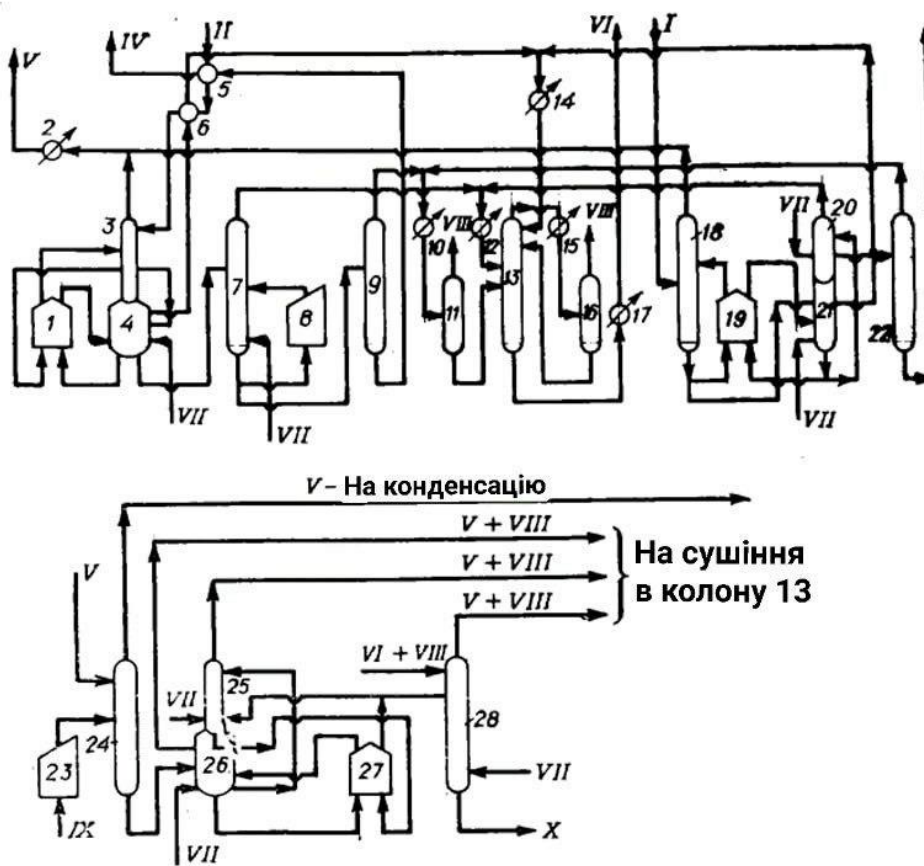 II
IV
VI
I
V
5
6
14
2
3
VIII
VIII
VII
20
10
12
15
18
1
4
7
8
9
11
13
16
17
19
21
22
VII
VII
VII
V - На конденсацію
V + VIII
V
V + VIII
V + VIII
На сушіння
в колону 13
VI + VIII
25
VII
28
24
23
26
27
VII
IX
VII
X